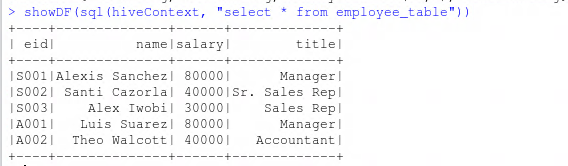 > showDF(sql(hiveContext, "select * from employee_table"))
+----+--------------+------+--------------+
| eid|          name|salary|         title|
+----+--------------+------+--------------+
|S001|Alexis Sanchez| 80000|       Manager|
|S002| Santi Cazorla| 40000|Sr. Sales Rep|
|S003|    Alex Iwobi| 30000|     Sales Rep|
|A001|   Luis Suarez| 80000|       Manager|
|A002|  Theo Walcott| 40000|    Accountant|
+----+--------------+------+--------------+